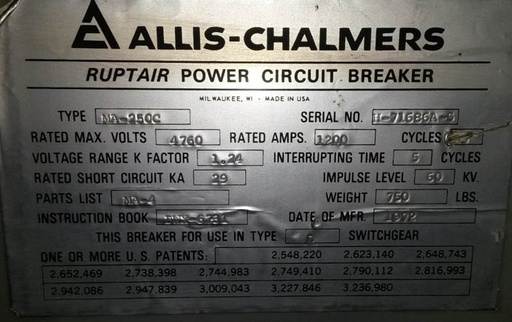 ALLIS-CHALMERS
RUPTAIR POWER CIRCUIT BREAKER
MILWAUKEE, WI - MADE IN USA
TYPE MA-250C SERIAL NO.
RATED MAX. VOLTS 4760 RATED AMPS. 1200 CYCLES
VOLTAGE RANGE K FACTOR 1.24 INTERRUPTING TIME 5 CYCLES
RATED SHORT CIRCUIT KA 29 IMPULSE LEVEL 60 KV.
PARTS LIST WEIGHT 750 LBS.
INSTRUCTION BOOK DATE OF MFR. 1972
THIS BREAKER FOR USE IN TYPE SWITCHGEAR
ONE OR MORE U.S. PATENTS: 2,548,220 2,623,140 2,648,743
2,652,469 2,738,398 2,744,983 2,749,410 2,790,112 2,816,993
2,942,086 2,947,839 3,009,043 3,227,846 3,236,980